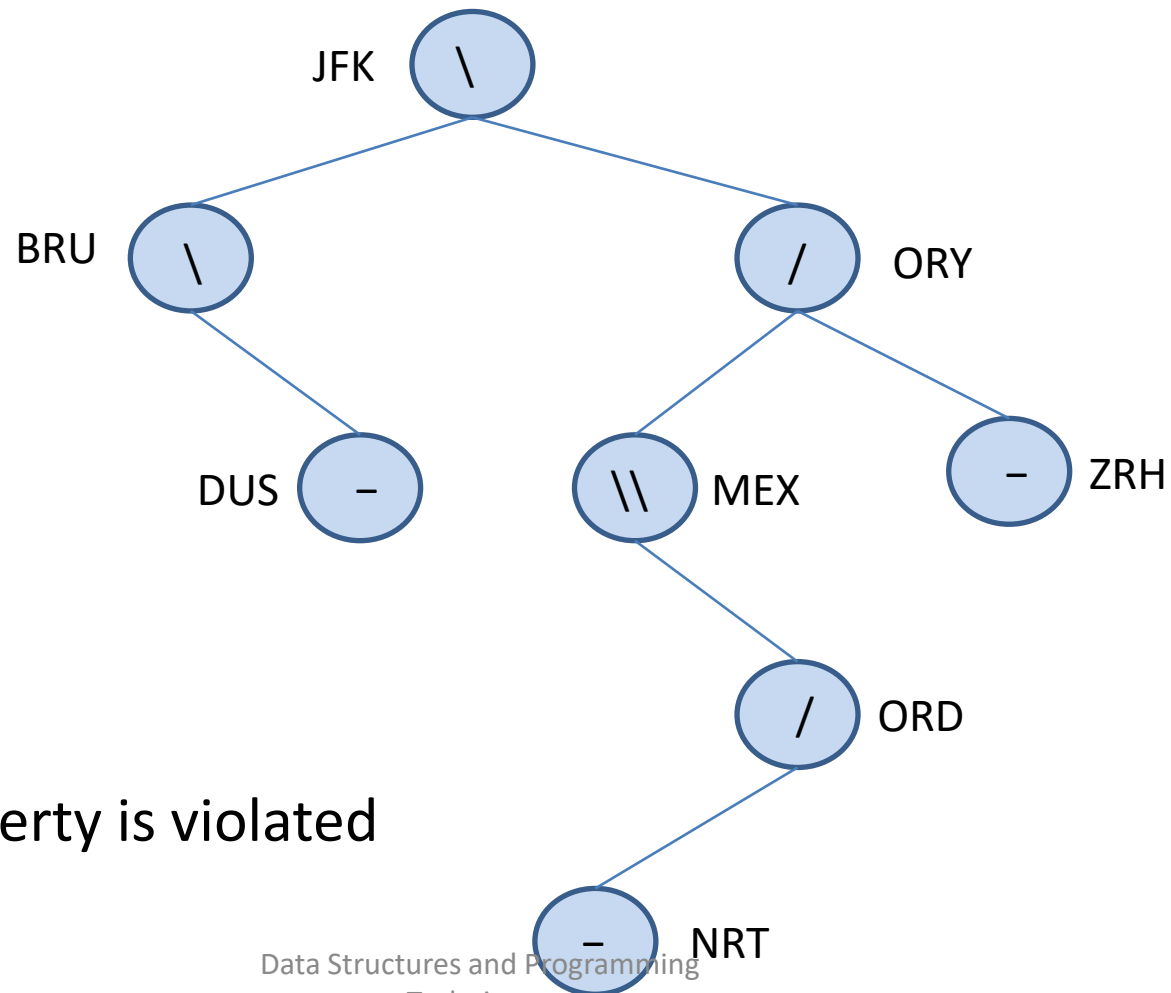 JFK \
BRU \ / ORY
DUS – \\ MEX – ZRH
/ ORD
erty is violated
– NRT
Data Structures and Programming